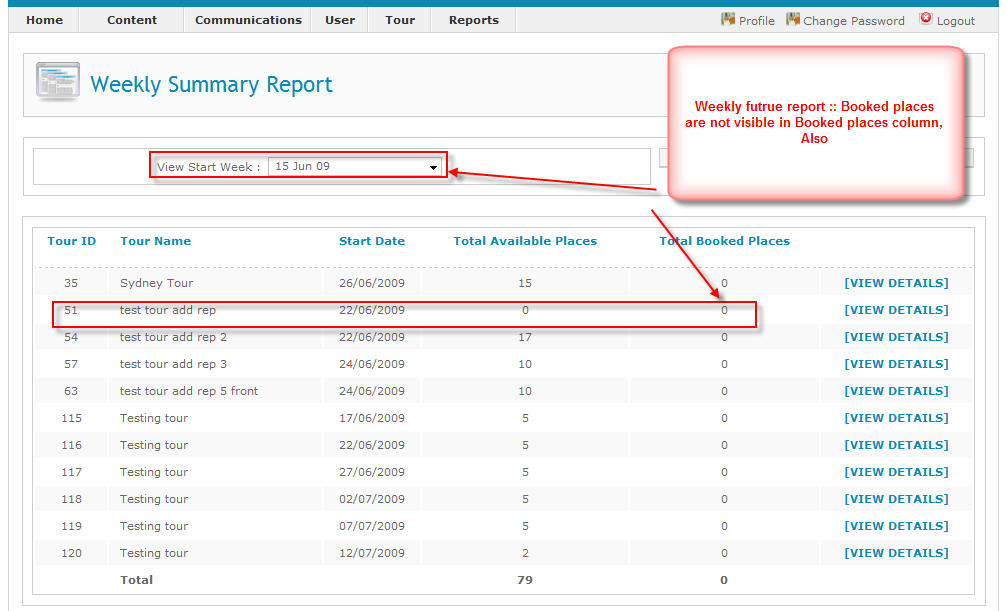 Home Content Communications User Tour Reports Profile Change Password Logout
Weekly Summary Report
Weekly futrue report :: Booked places
are not visible in Booked places column,
Also
View Start Week : 15 Jun 09
Tour ID Tour Name Start Date Total Available Places Total Booked Places
35 Sydney Tour 26/06/2009 15 0 [VIEW DETAILS]
51 test tour add rep 22/06/2009 0 0 [VIEW DETAILS]
54 test tour add rep 2 22/06/2009 17 0 [VIEW DETAILS]
57 test tour add rep 3 24/06/2009 10 0 [VIEW DETAILS]
63 test tour add rep 5 front 24/06/2009 10 0 [VIEW DETAILS]
115 Testing tour 17/06/2009 5 0 [VIEW DETAILS]
116 Testing tour 22/06/2009 5 0 [VIEW DETAILS]
117 Testing tour 27/06/2009 5 0 [VIEW DETAILS]
118 Testing tour 02/07/2009 5 0 [VIEW DETAILS]
119 Testing tour 07/07/2009 5 0 [VIEW DETAILS]
120 Testing tour 12/07/2009 2 0 [VIEW DETAILS]
Total 79 0